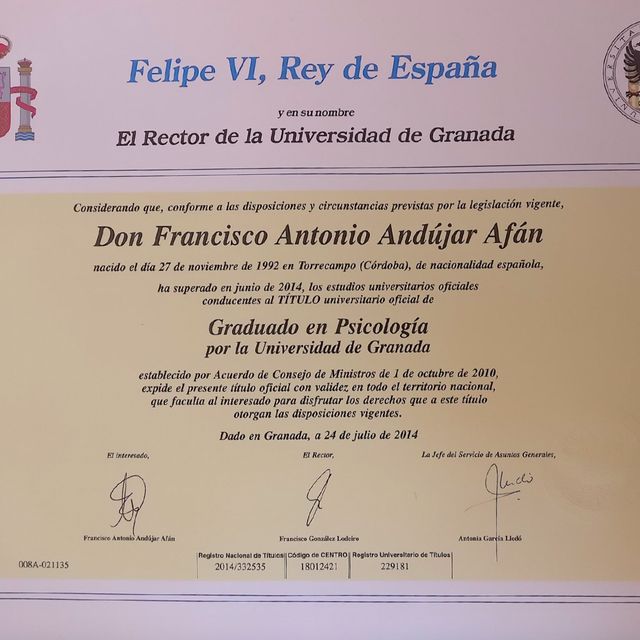 Felipe VI, Rey de España
y en su nombre
El Rector de la Universidad de Granada
Considerando que, conforme a las disposiciones y circunstancias previstas por la legislación vigente,
Don Francisco Antonio Andújar Afán
nacido el día 27 de noviembre de 1992 en Torrecampo (Córdoba), de nacionalidad española,
ha superado en junio de 2014, los estudios universitarios oficiales
conducentes al TÍTULO universitario oficial de
Graduado en Psicología
por la Universidad de Granada
establecido por Acuerdo de Consejo de Ministros de 1 de octubre de 2010,
expide el presente título oficial con validez en todo el territorio nacional,
que faculta al interesado para disfrutar los derechos que a este título
otorgan las disposiciones vigentes.
Dado en Granada, a 24 de julio de 2014
El interesado, El Rector, La Jefe del Servicio de Asuntos Generales,
Francisco Antonio Andújar Afán Francisco González Lodeiro Antonia García Lledó
Registro Nacional de Títulos Código de CENTRO Registro Universitario de Títulos
008A-021135 2014/332535 18012421 229181